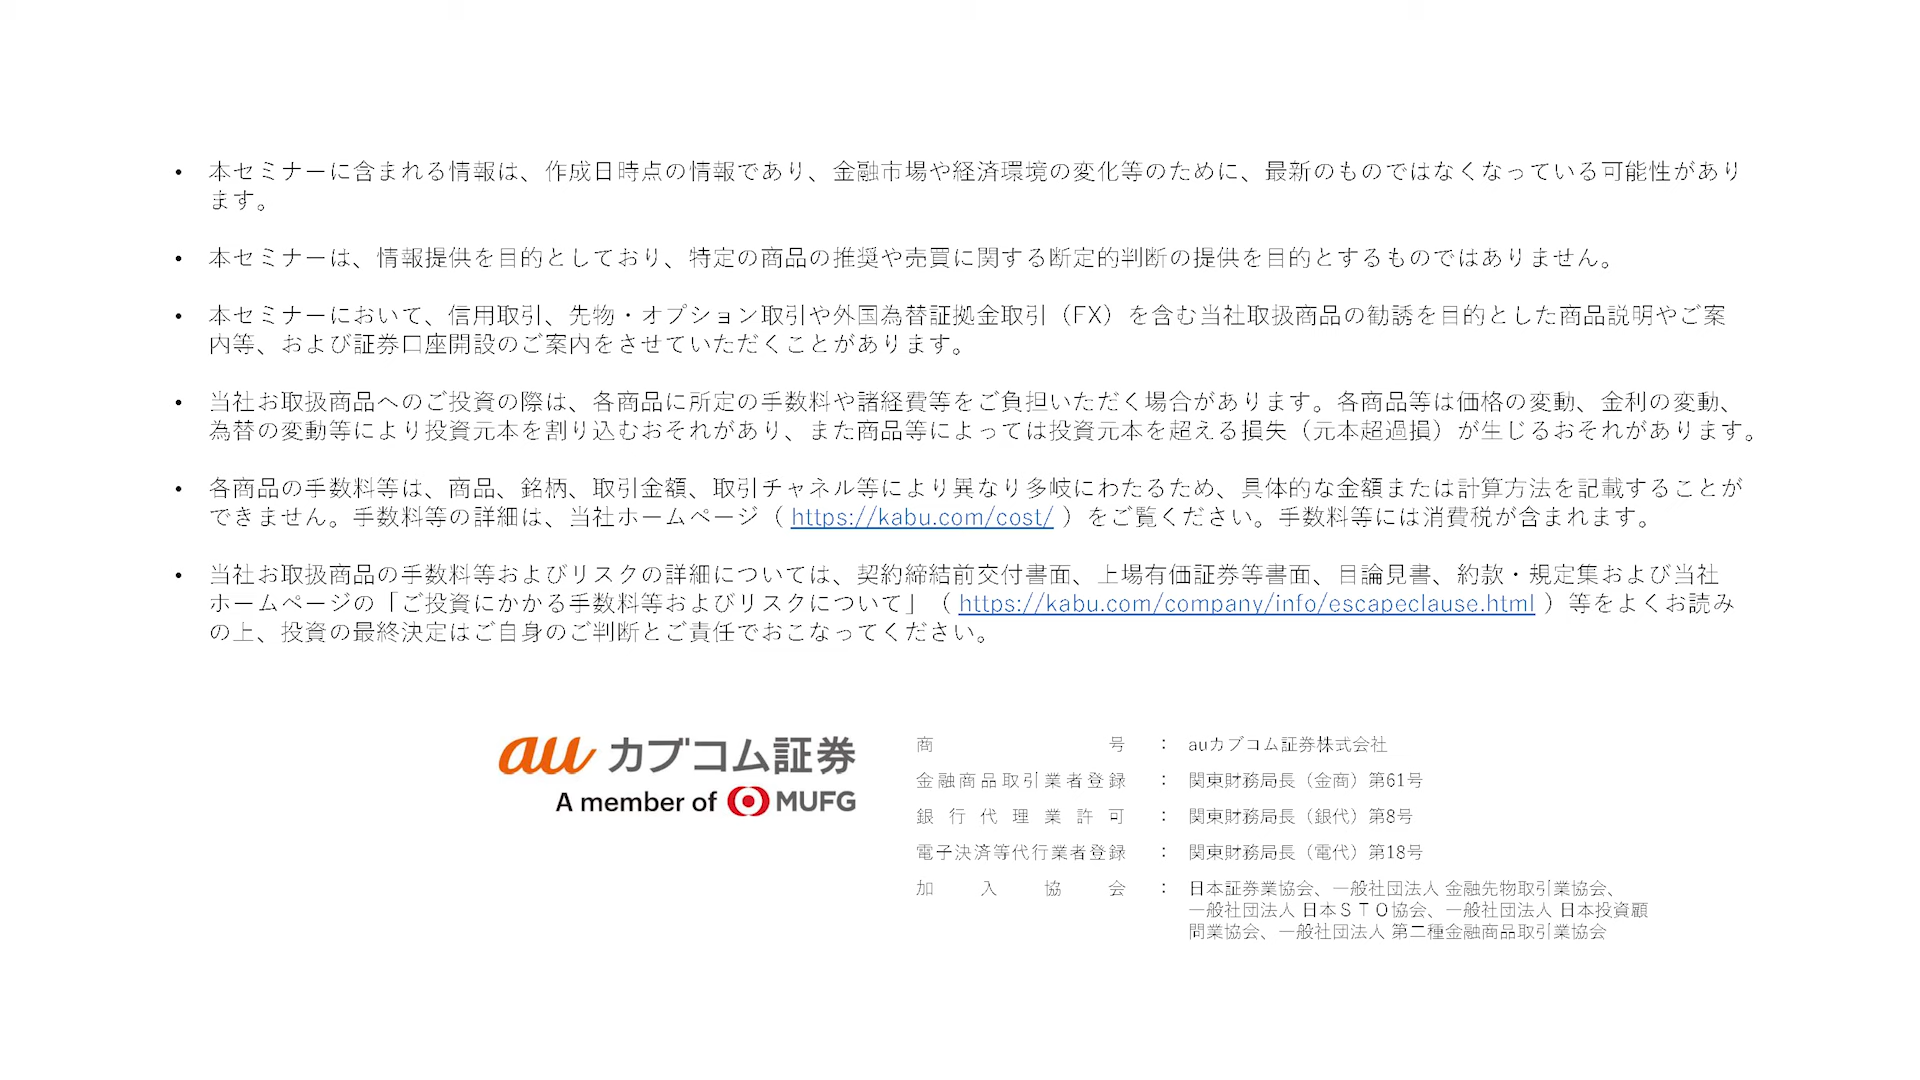 • 本セミナーに含まれる情報は、作成日時点の情報であり、金融市場や経済環境の変化等のために、最新のものではなくなっている可能性があり
ます。
• 本セミナーは、情報提供を目的としており、特定の商品の推奨や売買に関する断定的判断の提供を目的とするものではありません。
• 本セミナーにおいて、信用取引、先物・オプション取引や外国為替証拠金取引（FX）を含む当社取扱商品の勧誘を目的とした商品説明やご案
内等、および証券口座開設のご案内をさせていただくことがあります。
• 当社お取扱商品へのご投資の際は、各商品に所定の手数料や諸経費等をご負担いただく場合があります。各商品等は価格の変動、金利の変動、
為替の変動等により投資元本を割り込むおそれがあり、また商品等によっては投資元本を超える損失（元本超過損）が生じるおそれがあります。
• 各商品の手数料等は、商品、銘柄、取引金額、取引チャネル等により異なり多岐にわたるため、具体的な金額または計算方法を記載することが
できません。手数料等の詳細は、当社ホームページ（ https://kabu.com/cost/ ）をご覧ください。手数料等には消費税が含まれます。
• 当社お取扱商品の手数料等およびリスクの詳細については、契約締結前交付書面、上場有価証券等書面、目論見書、約款・規定集および当社
ホームページの「ご投資にかかる手数料等およびリスクについて」（ https://kabu.com/company/info/escapeclause.html ）等をよくお読み
の上、投資の最終決定はご自身のご判断とご責任でおこなってください。
au カブコム証券
A member of MUFG
商号 ： auカブコム証券株式会社
金融商品取引業者登録 ： 関東財務局長（金商）第61号
銀行代理業許可 ： 関東財務局長（銀代）第8号
電子決済等代行業者登録 ： 関東財務局長（電代）第18号
加入協会 ： 日本証券業協会、一般社団法人 金融先物取引業協会、
一般社団法人 日本ＳＴＯ協会、一般社団法人 日本投資顧
問業協会、一般社団法人 第二種金融商品取引業協会